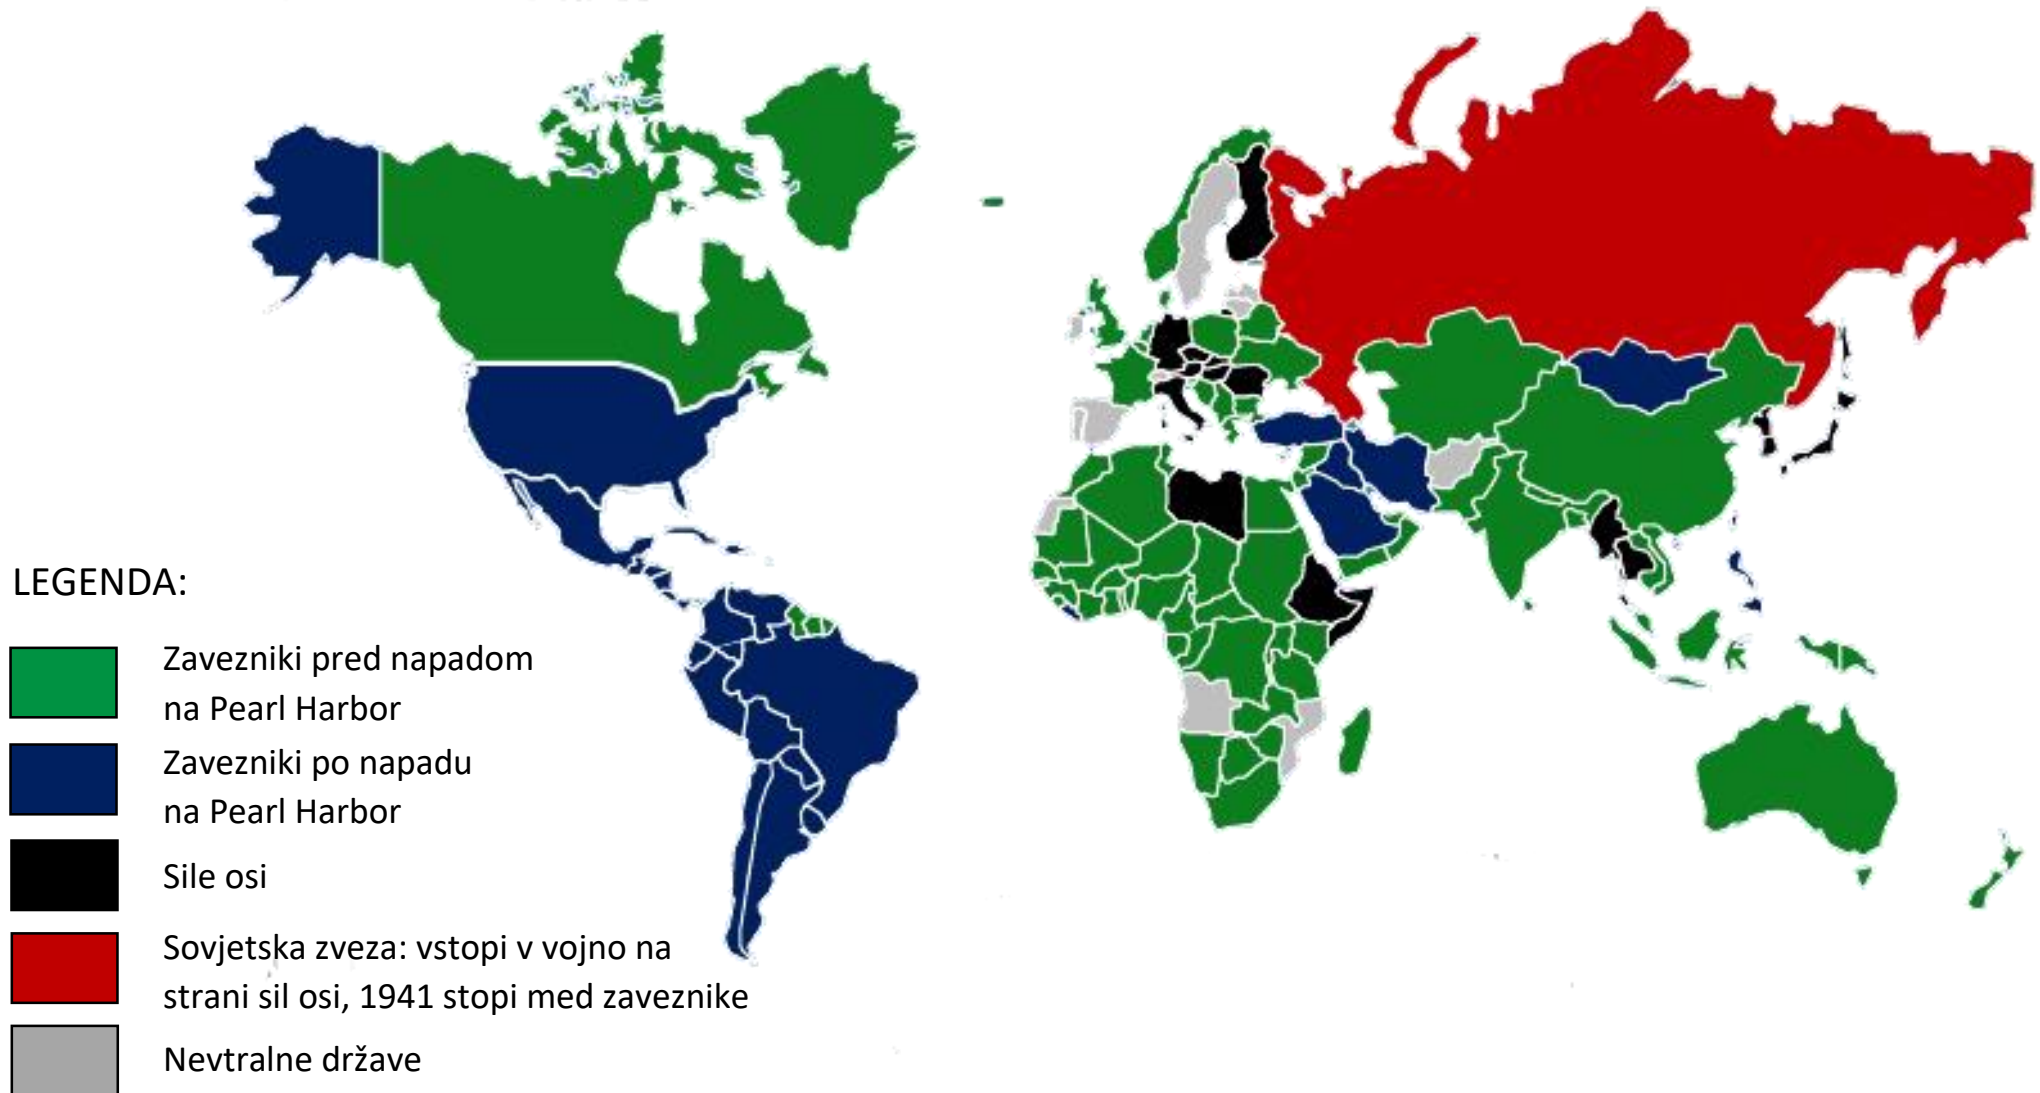 LEGENDA:
Zavezniki pred napadom
na Pearl Harbor
Zavezniki po napadu
na Pearl Harbor
Sile osi
Sovjetska zveza: vstopi v vojno na
strani sil osi, 1941 stopi med zaveznike
Nevtralne države